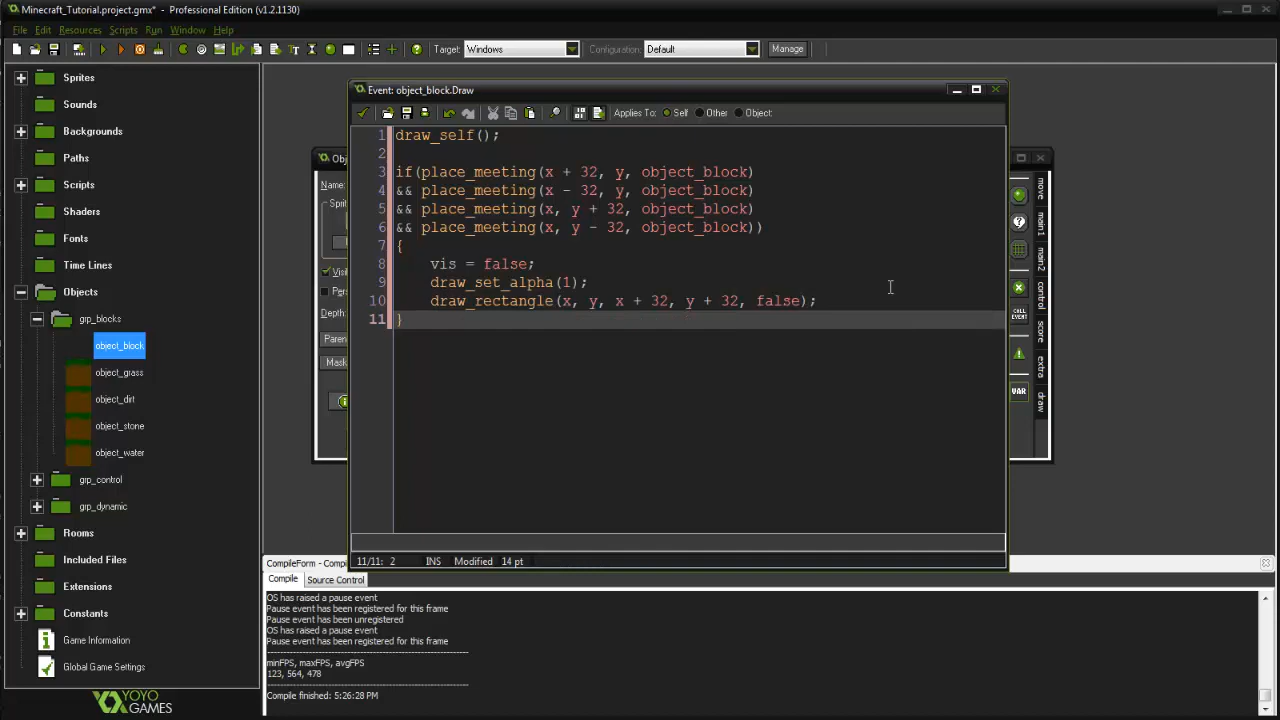 Minecraft_Tutorial.project.gmx* - Professional Edition (v1.2.1130)
File Edit Resources Scripts Run Window Help
Target: Windows Configuration: Default Manage
Sprites
Sounds
Backgrounds
Paths
Scripts
Shaders
Fonts
Time Lines
Objects
grp_blocks
object_block
object_grass
object_dirt
object_stone
object_water
grp_control
grp_dynamic
Rooms
Included Files
Extensions
Constants
Game Information
Global Game Settings
YOYO
GAMES
Event: object_block.Draw
Applies To: Self Other Object:
1 draw_self();
2
3 if(place_meeting(x + 32, y, object_block)
4 && place_meeting(x - 32, y, object_block)
5 && place_meeting(x, y + 32, object_block)
6 && place_meeting(x, y - 32, object_block))
7 {
8 vis = false;
9 draw_set_alpha(1);
10 draw_rectangle(x, y, x + 32, y + 32, false);
11 }
11/11: 2 INS Modified 14 pt
Name:
Depth:
Mask
move
main1
main2
control
score
extra
draw
CALL
EVENT
VAR
CompileForm - Compi
Compile Source Control
OS has raised a pause event
Pause event has been registered for this frame
Pause event has been unregistered
OS has raised a pause event
Pause event has been registered for this frame
minFPS, maxFPS, avgFPS
123, 564, 478
Compile finished: 5:26:28 PM